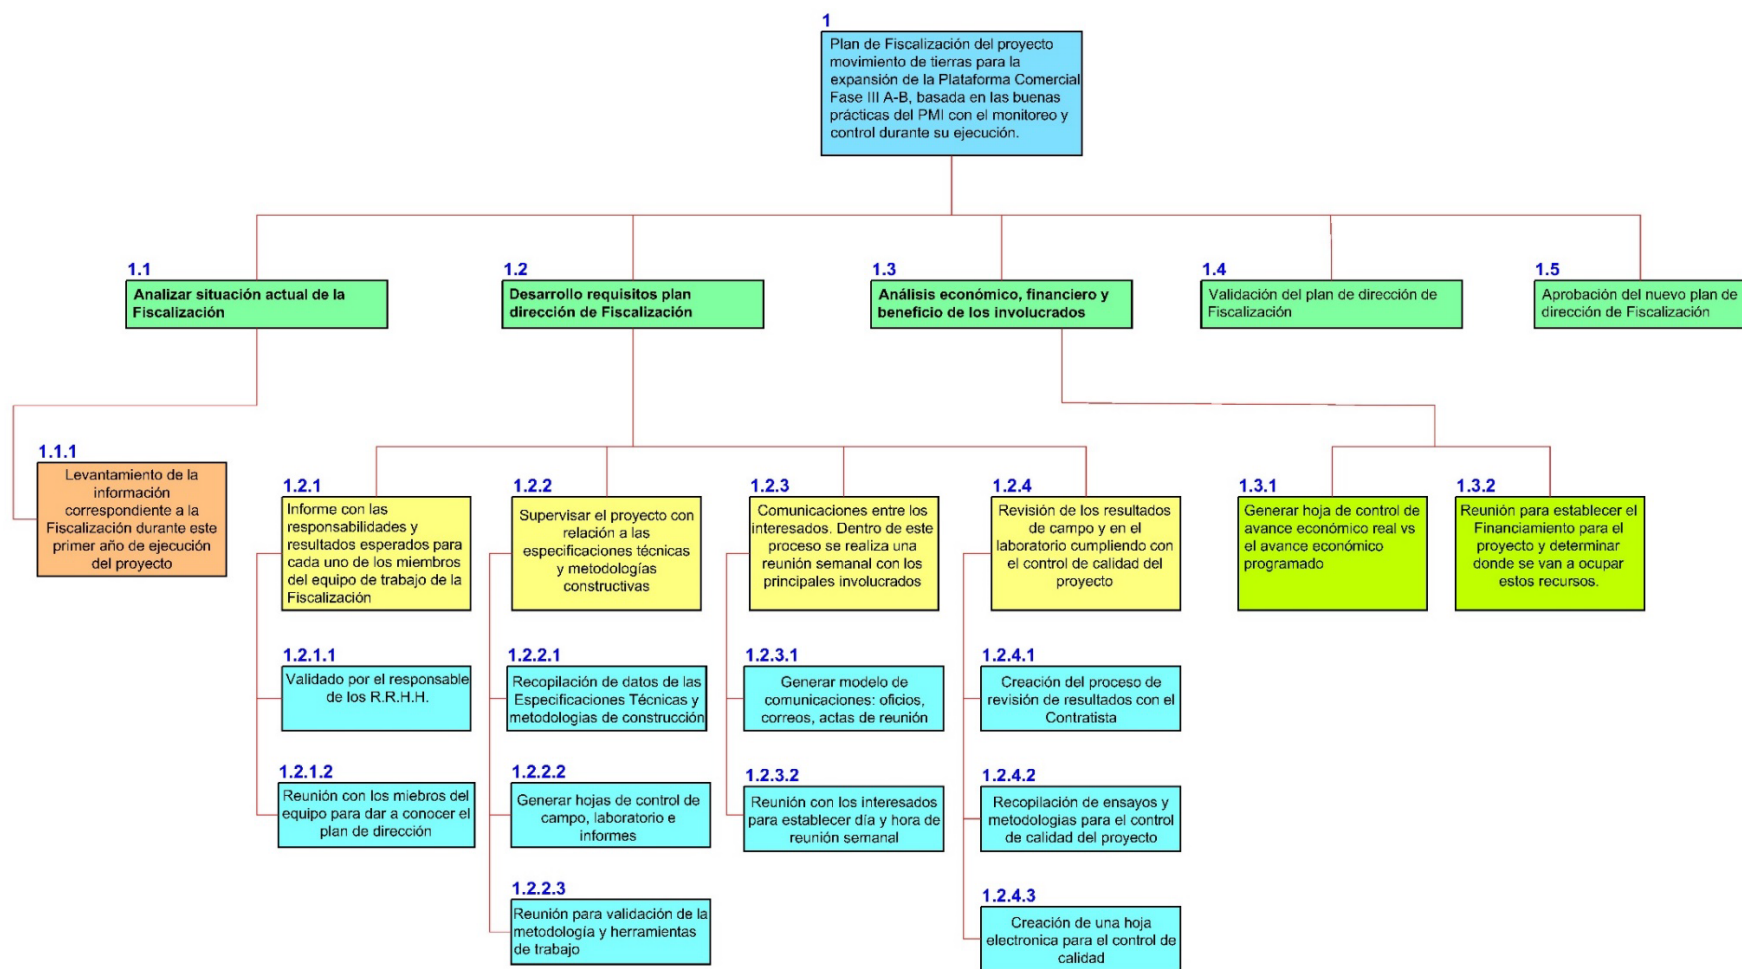 1
Plan de Fiscalización del proyecto
movimiento de tierras para la
expansión de la Plataforma Comercial
Fase III A-B, basada en las buenas
prácticas del PMI con el monitoreo y
control durante su ejecución.
1.1
Analizar situación actual de la
Fiscalización
1.2
Desarrollo requisitos plan
dirección de Fiscalización
1.3
Análisis económico, financiero y
beneficio de los involucrados
1.4
Validación del plan de dirección de
Fiscalización
1.5
Aprobación del nuevo plan de
dirección de Fiscalización
1.1.1
Levantamiento de la
información
correspondiente a la
Fiscalización durante este
primer año de ejecución
del proyecto
1.2.1
Informe con las
responsabilidades y
resultados esperados para
cada uno de los miembros
del equipo de trabajo de la
Fiscalización
1.2.2
Supervisar el proyecto con
relación a las
especificaciones técnicas
y metodologías
constructivas
1.2.3
Comunicaciones entre los
interesados. Dentro de este
proceso se realiza una
reunión semanal con los
principales involucrados
1.2.4
Revisión de los resultados
de campo y en el
laboratorio cumpliendo con
el control de calidad del
proyecto
1.3.1
Generar hoja de control de
avance económico real vs
el avance económico
programado
1.3.2
Reunión para establecer el
Financiamiento para el
proyecto y determinar
donde se van a ocupar
estos recursos.
1.2.1.1
Validado por el responsable
de los R.R.H.H.
1.2.2.1
Recopilación de datos de las
Especificaciones Técnicas y
metodologias de construcción
1.2.3.1
Generar modelo de
comunicaciones: oficios,
correos, actas de reunión
1.2.4.1
Creación del proceso de
revisión de resultados con el
Contratista
1.2.1.2
Reunión con los miebros del
equipo para dar a conocer el
plan de dirección
1.2.2.2
Generar hojas de control de
campo, laboratorio e
informes
1.2.3.2
Reunión con los interesados
para establecer día y hora de
reunión semanal
1.2.4.2
Recopilación de ensayos y
metodologias para el control
de calidad del proyecto
1.2.2.3
Reunión para validación de la
metodología y herramientas
de trabajo
1.2.4.3
Creación de una hoja
electronica para el control de
calidad